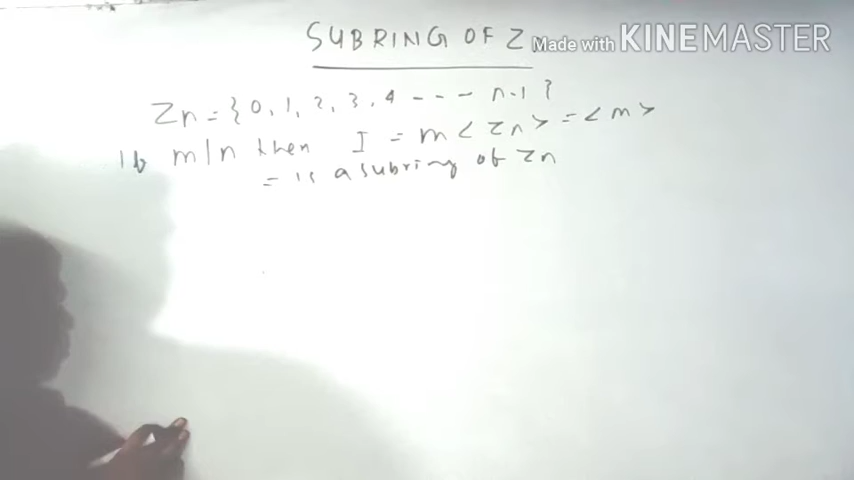 SUBRING OF Zn
Made with KINEMASTER
Zn = { 0, 1, 2, 3, 4 - - - n-1 }
If m/n then I = m < Zn > = < m >
= is a subring of Zn